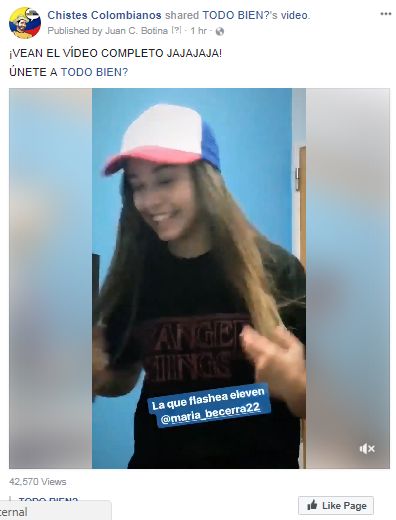 Chistes Colombianos shared TODO BIEN?'s video.
Published by Juan C. Botina [?] · 1 hr ·
¡VEAN EL VÍDEO COMPLETO JAJAJAJA!
ÚNETE A TODO BIEN?
RANGER
HINGS
La que flashea eleven
@maria_becerra22
42,570 Views
TODO BIEN?
Like Page
ternal